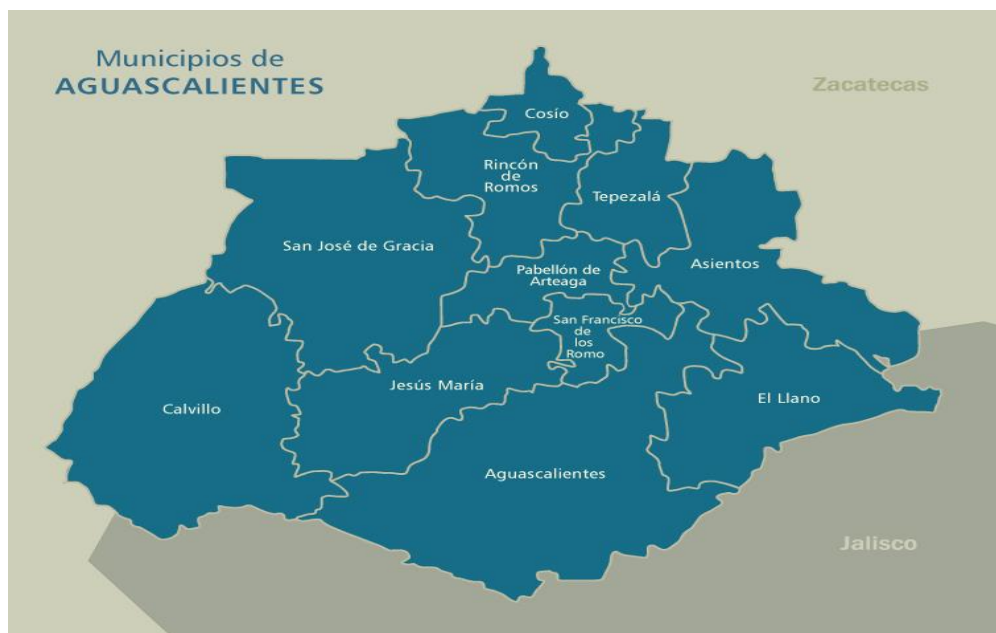 Municipios de
AGUASCALIENTES
Zacatecas
Cosío
Rincón
de
Romos
Tepezalá
San José de Gracia
Asientos
Pabellón de
Arteaga
San Francisco
de
los
Romo
Jesús María
El Llano
Calvillo
Aguascalientes
Jalisco